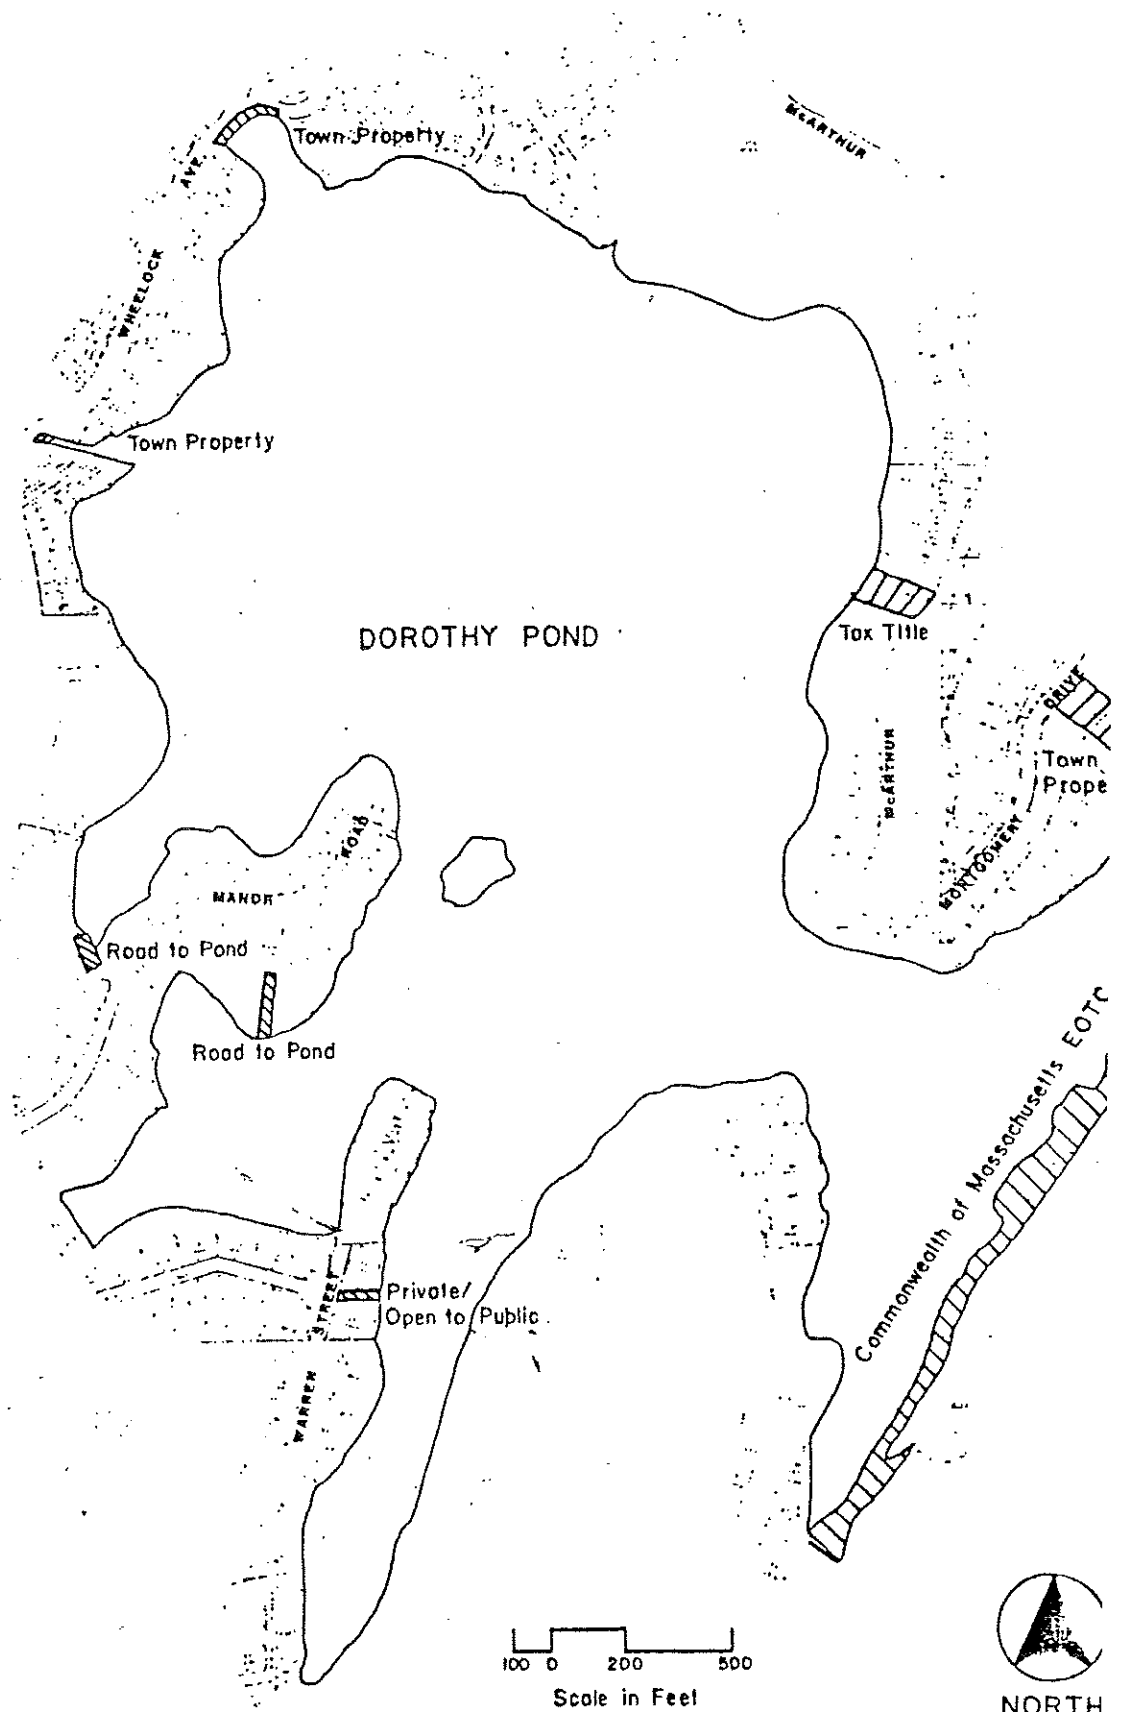 McARTHUR
Town Property
AVE.
WHEELOCK
Town Property
DOROTHY POND
Tax Title
DRIVE
McARTHUR
Town
Prope
ROAD
MONTGOMERY
MANOR
Road to Pond
Road to Pond
Commonwealth of Massachusetts EOTC
Private/
Open to Public
STREET
WARREN
100 0 200 500
Scale in Feet
NORTH